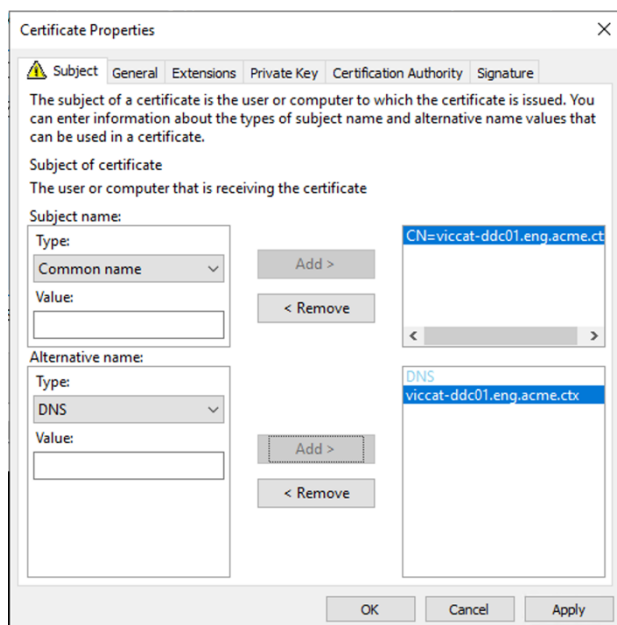 Certificate Properties
Subject General Extensions Private Key Certification Authority Signature
The subject of a certificate is the user or computer to which the certificate is issued. You
can enter information about the types of subject name and alternative name values that
can be used in a certificate.
Subject of certificate
The user or computer that is receiving the certificate
Subject name:
Type:
Common name
Value:
Add >
< Remove
CN=viccat-ddc01.eng.acme.ct
Alternative name:
Type:
DNS
Value:
Add >
< Remove
DNS
viccat-ddc01.eng.acme.ctx
OK Cancel Apply